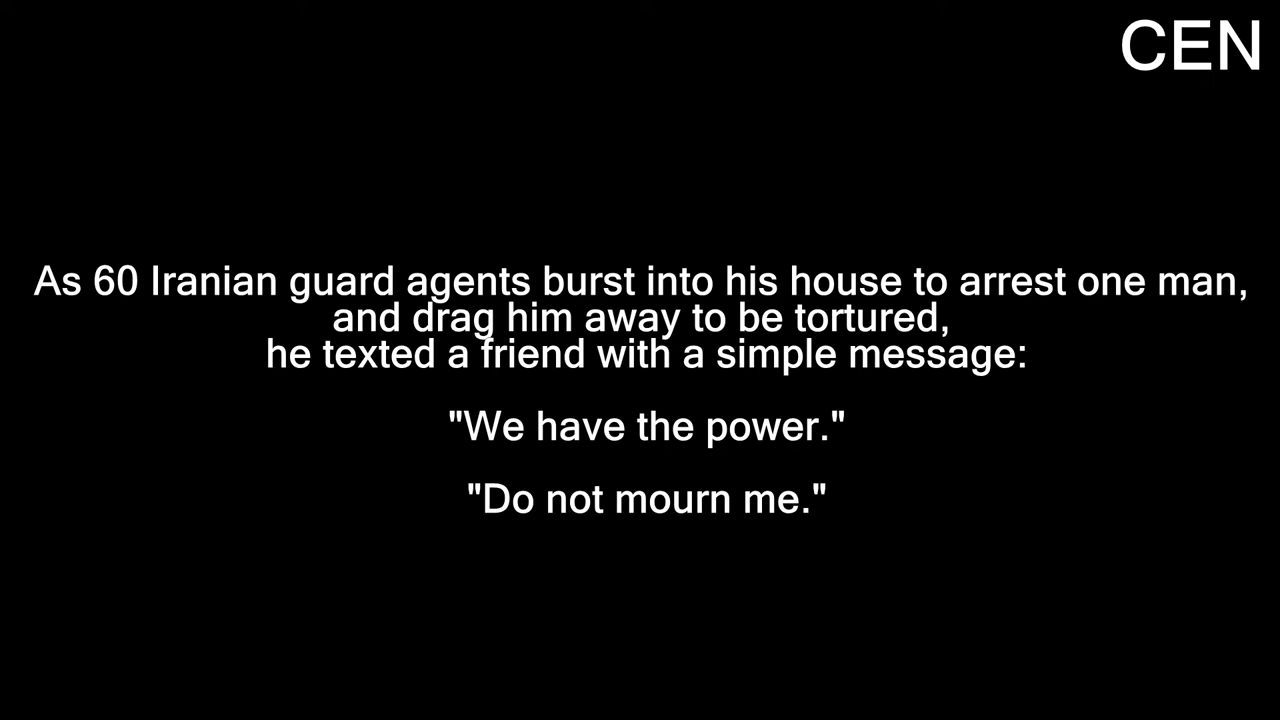 CEN
As 60 Iranian guard agents burst into his house to arrest one man,
and drag him away to be tortured,
he texted a friend with a simple message:
"We have the power."
"Do not mourn me."